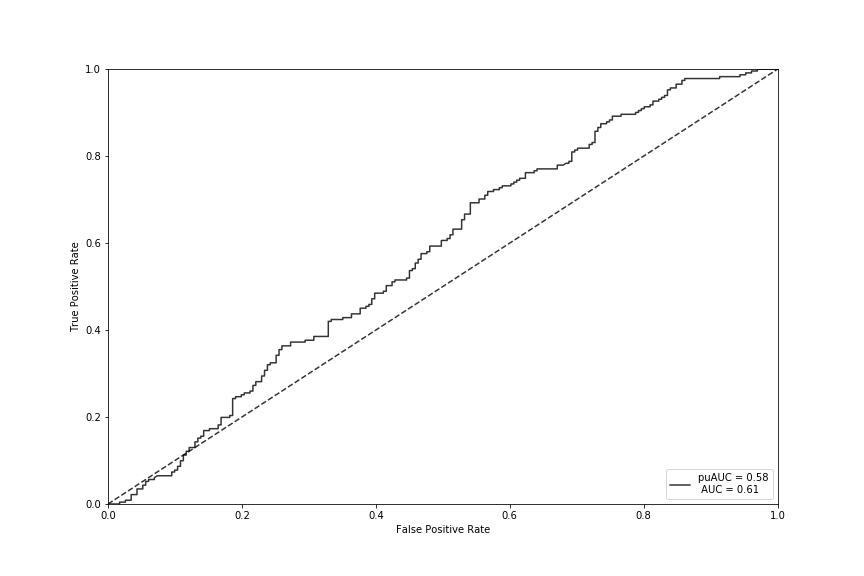 1.0
0.8
0.6
0.4
0.2
0.0
True Positive Rate
0.0 0.2 0.4 0.6 0.8 1.0
False Positive Rate
puAUC = 0.58
AUC = 0.61